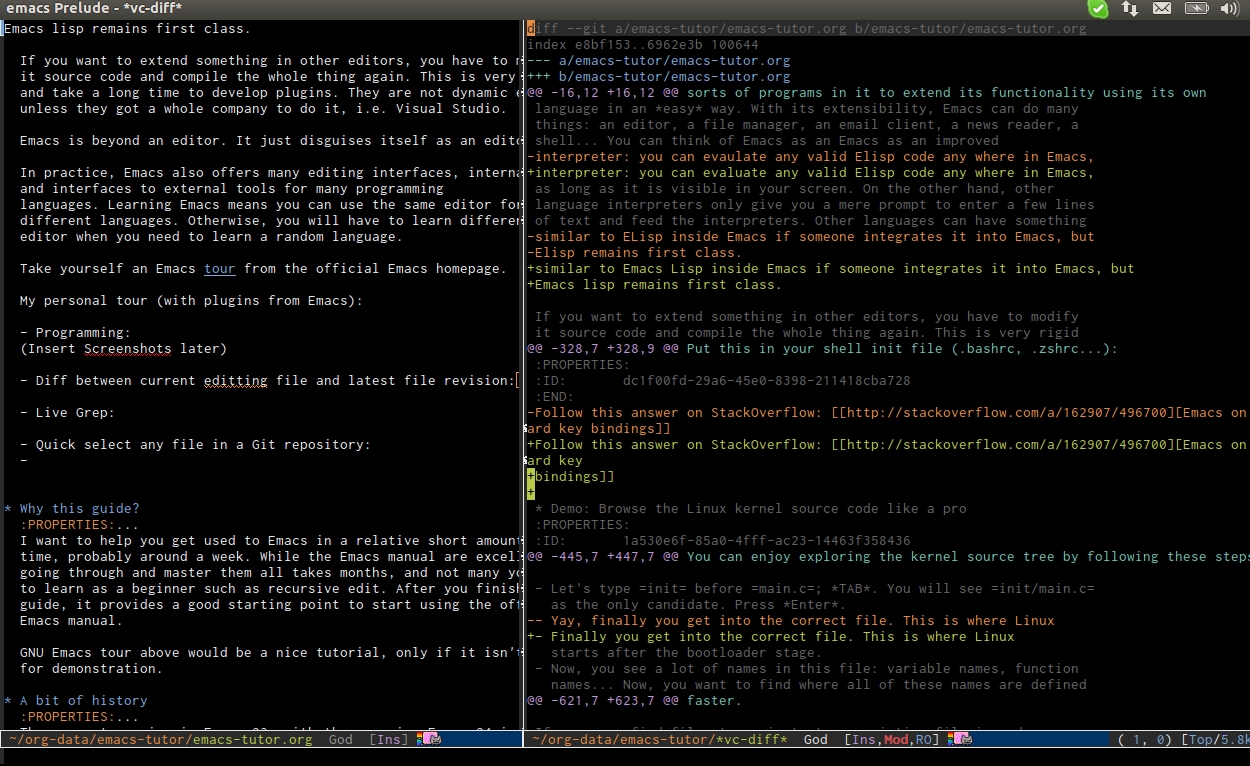 emacs Prelude - *vc-diff*
Emacs lisp remains first class.
If you want to extend something in other editors, you have to
it source code and compile the whole thing again. This is very
and take a long time to develop plugins. They are not dynamic
unless they got a whole company to do it, i.e. Visual Studio.
Emacs is beyond an editor. It just disguises itself as an edito
In practice, Emacs also offers many editing interfaces, interna
and interfaces to external tools for many programming
languages. Learning Emacs means you can use the same editor for
different languages. Otherwise, you will have to learn differen
editor when you need to learn a random language.
Take yourself an Emacs tour from the official Emacs homepage.
My personal tour (with plugins from Emacs):
- Programming:
(Insert Screenshots later)
- Diff between current editting file and latest file revision:
- Live Grep:
- Quick select any file in a Git repository:
-
* Why this guide?
:PROPERTIES:...
I want to help you get used to Emacs in a relative short amount
time, probably around a week. While the Emacs manual are excell
going through and master them all takes months, and not many yo
to learn as a beginner such as recursive edit. After you finish
guide, it provides a good starting point to start using the off
Emacs manual.
GNU Emacs tour above would be a nice tutorial, only if it isn't
for demonstration.
* A bit of history
:PROPERTIES:...
~/org-data/emacs-tutor/emacs-tutor.org God [Ins]
diff --git a/emacs-tutor/emacs-tutor.org b/emacs-tutor/emacs-tutor.org
index e8bf153..6962e3b 100644
--- a/emacs-tutor/emacs-tutor.org
+++ b/emacs-tutor/emacs-tutor.org
@@ -16,12 +16,12 @@ sorts of programs in it to extend its functionality using its own
language in an *easy* way. With its extensibility, Emacs can do many
things: an editor, a file manager, an email client, a news reader, a
shell... You can think of Emacs as an Emacs as an improved
-interpreter: you can evaulate any valid Elisp code any where in Emacs,
+interpreter: you can evaluate any valid Elisp code any where in Emacs,
as long as it is visible in your screen. On the other hand, other
language interpreters only give you a mere prompt to enter a few lines
of text and feed the interpreters. Other languages can have something
-similar to ELisp inside Emacs if someone integrates it into Emacs, but
-Elisp remains first class.
+similar to Emacs Lisp inside Emacs if someone integrates it into Emacs, but
+Emacs lisp remains first class.
If you want to extend something in other editors, you have to modify
it source code and compile the whole thing again. This is very rigid
@@ -328,7 +328,9 @@ Put this in your shell init file (.bashrc, .zshrc...):
:PROPERTIES:
:ID: dc1f00fd-29a6-45e0-8398-211418cba728
:END:
-Follow this answer on StackOverflow: [[http://stackoverflow.com/a/162907/496700][Emacs on
ard key bindings]]
+Follow this answer on StackOverflow: [[http://stackoverflow.com/a/162907/496700][Emacs on
ard key
+bindings]]
+
* Demo: Browse the Linux kernel source code like a pro
:PROPERTIES:
:ID: 1a530e6f-85a0-4fff-ac23-14463f358436
@@ -445,7 +447,7 @@ You can enjoy exploring the kernel source tree by following these steps
- Let's type =init= before =main.c=; *TAB*. You will see =init/main.c=
as the only candidate. Press *Enter*.
-- Yay, finally you get into the correct file. This is where Linux
+- Finally you get into the correct file. This is where Linux
starts after the bootloader stage.
- Now, you see a lot of names in this file: variable names, function
names... Now, you want to find where all of these names are defined
@@ -621,7 +623,7 @@ faster.
~/org-data/emacs-tutor/*vc-diff* God [Ins,Mod,RO] ( 1, 0) [Top/5.8k